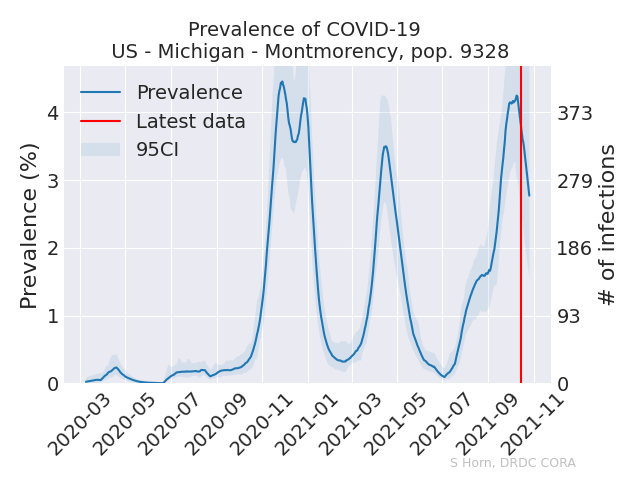 Prevalence of COVID-19
US - Michigan - Montmorency, pop. 9328
Prevalence
Latest data
95CI
Prevalence (%)
4
3
2
1
0
373
279
186
93
0
# of infections
2020-03
2020-05
2020-07
2020-09
2020-11
2021-01
2021-03
2021-05
2021-07
2021-09
2021-11
S Horn, DRDC CORA